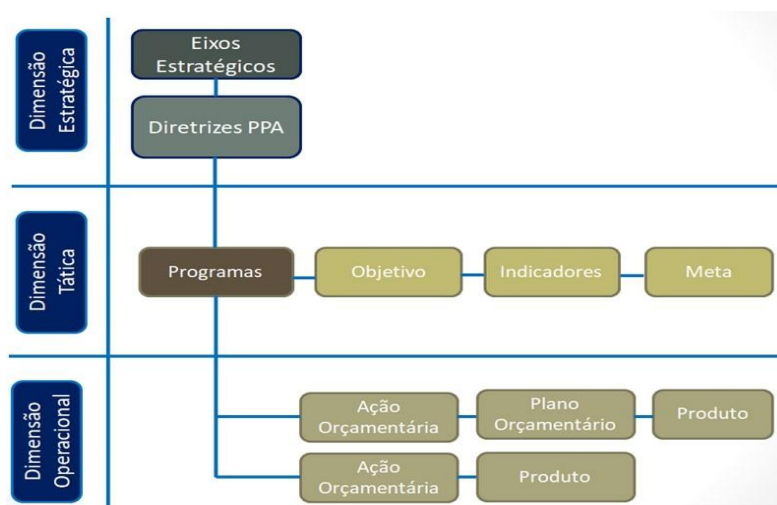 Dimensão
Estratégica
Eixos
Estratégicos
Diretrizes PPA
Dimensão
Tática
Programas
Objetivo
Indicadores
Meta
Dimensão
Operacional
Ação
Orçamentária
Plano
Orçamentário
Produto
Ação
Orçamentária
Produto